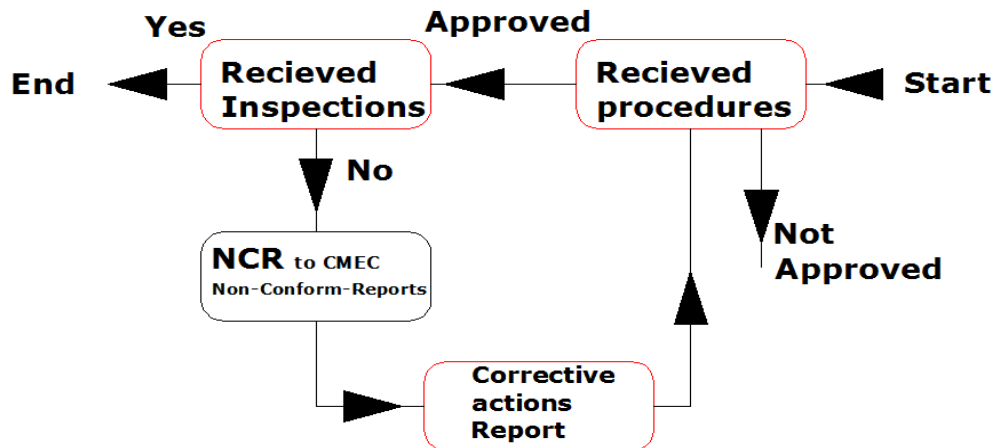 Yes
Approved
End
Recieved
Inspections
Recieved
procedures
Start
No
Not
Approved
NCR to CMEC
Non-Conform-Reports
Corrective
actions
Report